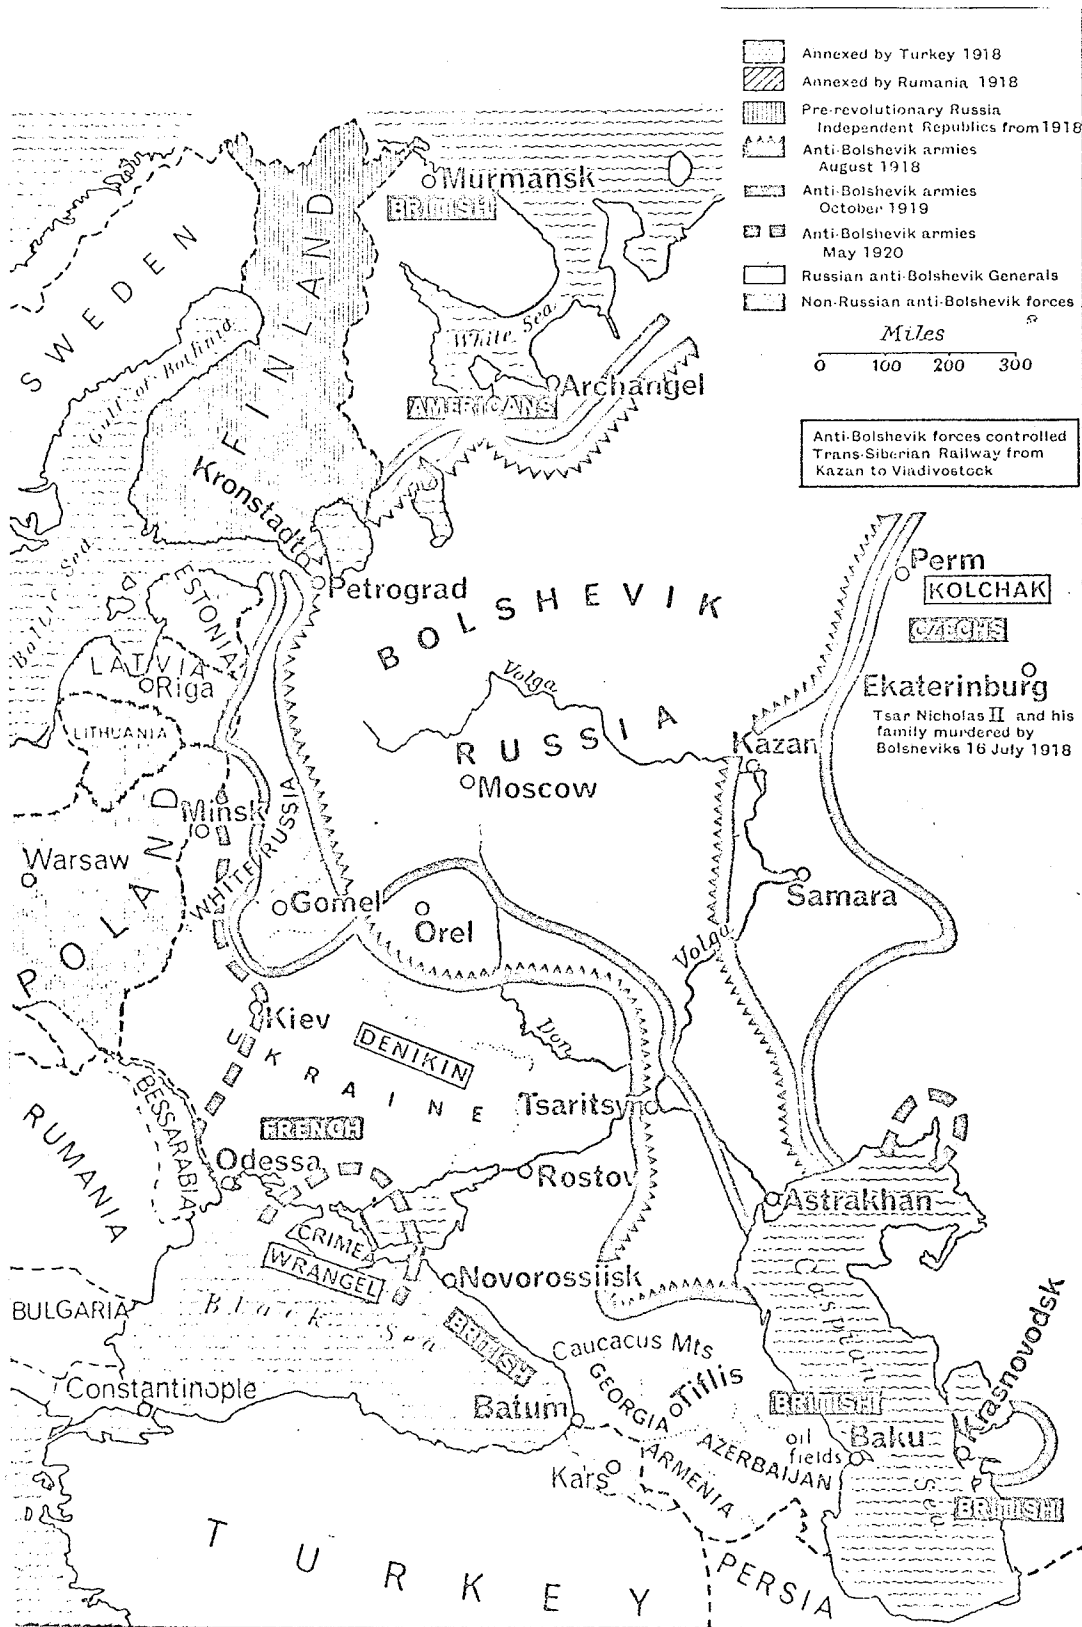 Annexed by Turkey 1918
Annexed by Rumania 1918
Pre-revolutionary Russia
Independent Republics from 1918
Anti-Bolshevik armies
August 1918
Anti-Bolshevik armies
October 1919
Anti-Bolshevik armies
May 1920
Russian anti-Bolshevik Generals
Non-Russian anti-Bolshevik forces
Miles
0 100 200 300
Anti-Bolshevik forces controlled
Trans-Siberian Railway from
Kazan to Vladivostock
Murmansk
BRITISH
SWEDEN
FINLAND
Gulf of Bothnia
White Sea
Archangel
AMERICANS
Kronstadt
Petrograd
Baltic Sea
ESTONIA
LATVIA
Riga
LITHUANIA
BOLSHEVIK
RUSSIA
Volga
Moscow
Perm
KOLCHAK
CZECHS
Ekaterinburg
Tsar Nicholas II and his
family murdered by
Bolsheviks 16 July 1918
Kazan
Samara
Volga
Minsk
WHITE RUSSIA
Warsaw
POLAND
Gomel
Orel
Kiev
UKRAINE
DENIKIN
Don
FRENCH
Tsaritsyn
BESSARABIA
RUMANIA
Odessa
Rostov
Astrakhan
CRIMEA
WRANGEL
Novorossiisk
BULGARIA
Black Sea
BRITISH
Caucacus Mts
Caspian Sea
Krasnovodsk
Constantinople
Batum
GEORGIA
Tiflis
BRITISH
oil
fields
Baku
AZERBAIJAN
ARMENIA
Kars
BRITISH
TURKEY
PERSIA